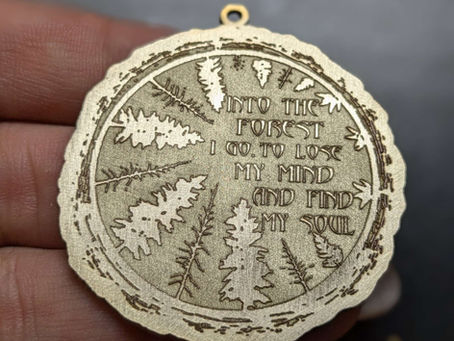 INTO THE
FOREST
I GO, TO LOSE
MY MIND
AND FIND
MY SOUL